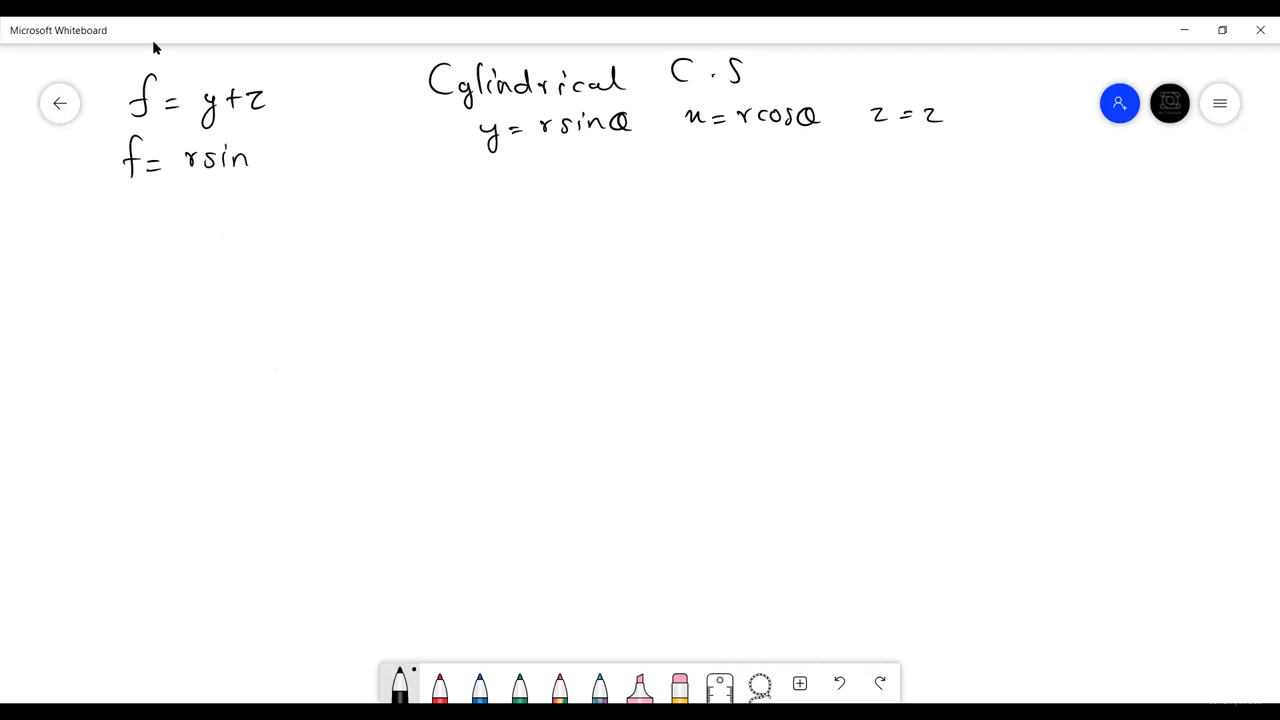 Microsoft Whiteboard
Cylindrical C.S
f = y+z
y = rsinθ x = rcosθ z = z
f = rsin